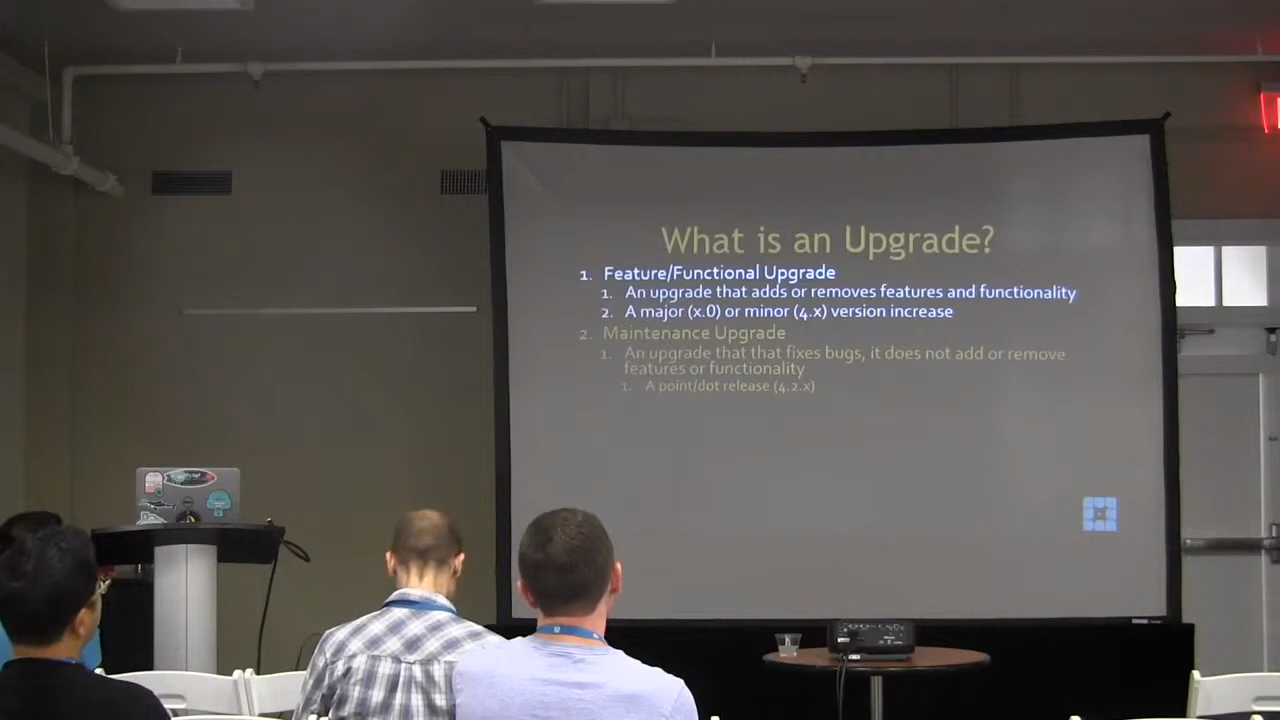 What is an Upgrade?
1. Feature/Functional Upgrade
1. An upgrade that adds or removes features and functionality
2. A major (x.0) or minor (4.x) version increase
2. Maintenance Upgrade
1. An upgrade that that fixes bugs, it does not add or remove
features or functionality
1. A point/dot release (4.2.x)